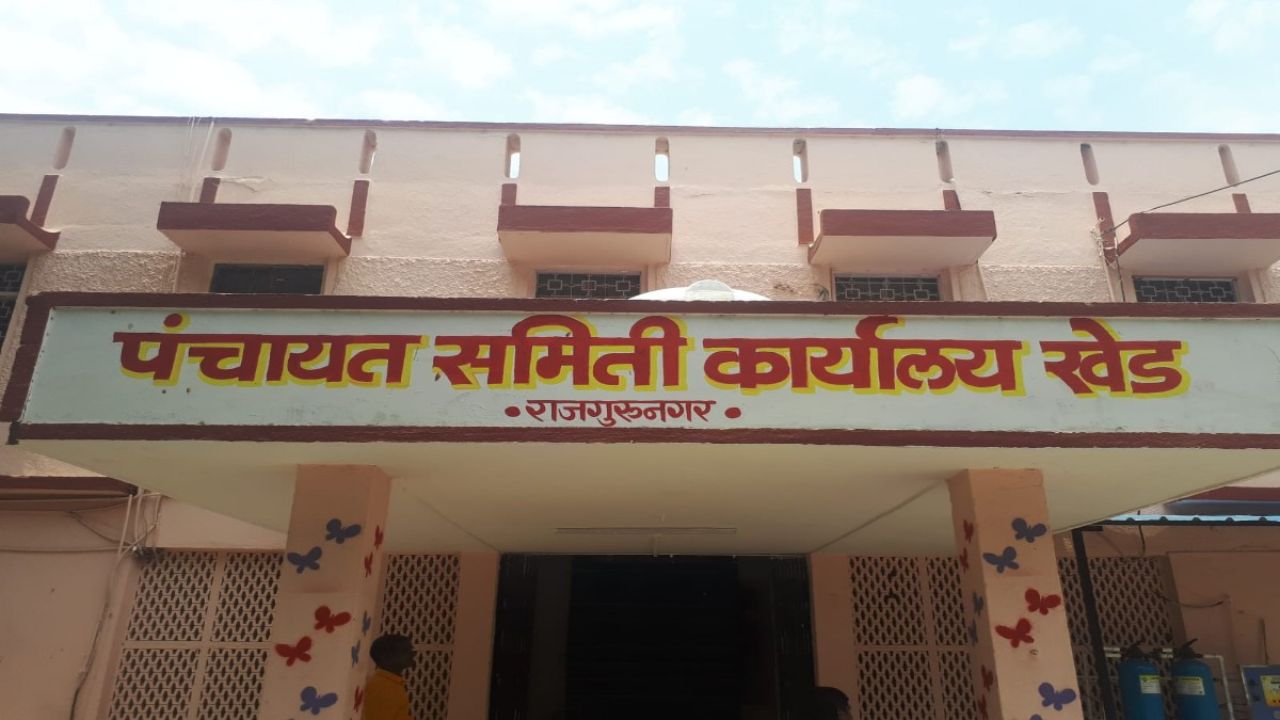 पंचायत समिती कार्यालय खेड
• राजगुरुनगर •